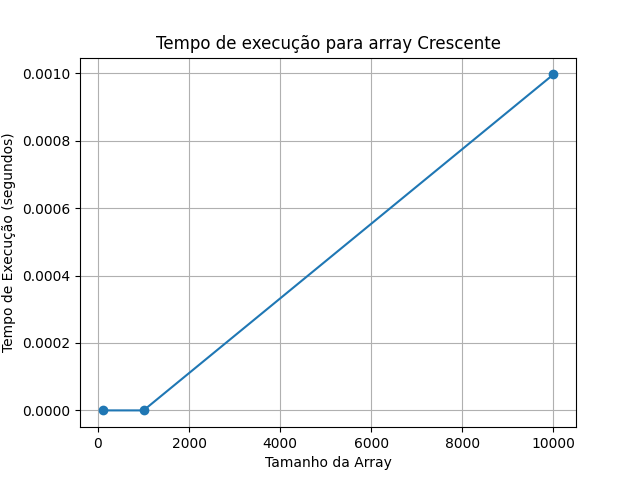 Tempo de execução para array Crescente
Tempo de Execução (segundos)
0.0010
0.0008
0.0006
0.0004
0.0002
0.0000
0 2000 4000 6000 8000 10000
Tamanho da Array